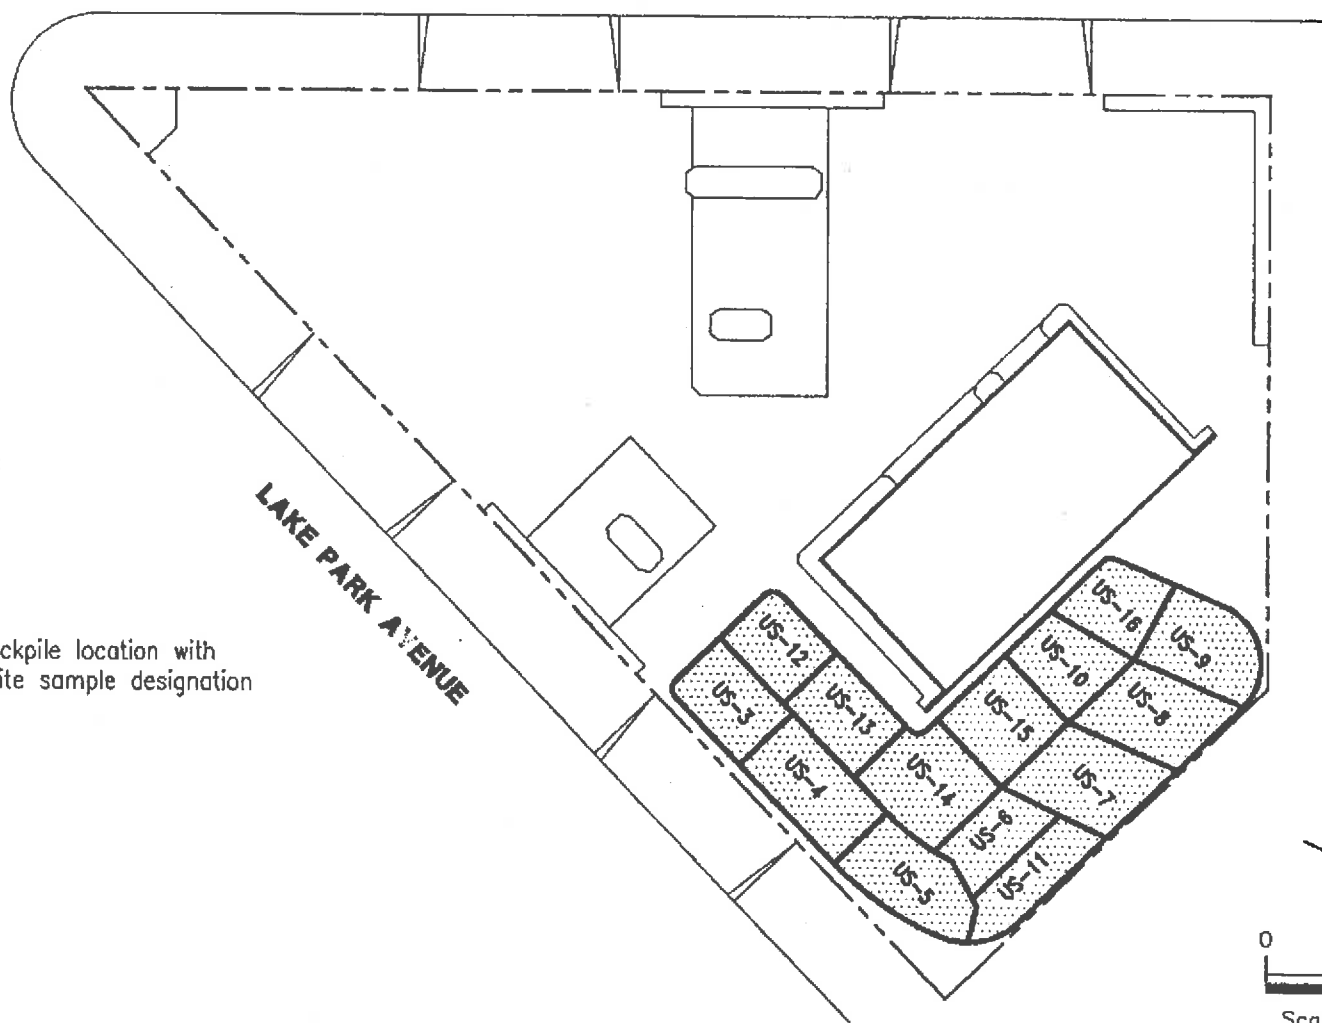 LAKE PARK AVENUE
ckpile location with
ite sample designation
US-16
US-9
US-12
US-10
US-3
US-13
US-15
US-8
US-4
US-14
US-7
US-6
US-5
US-11
0
Sca